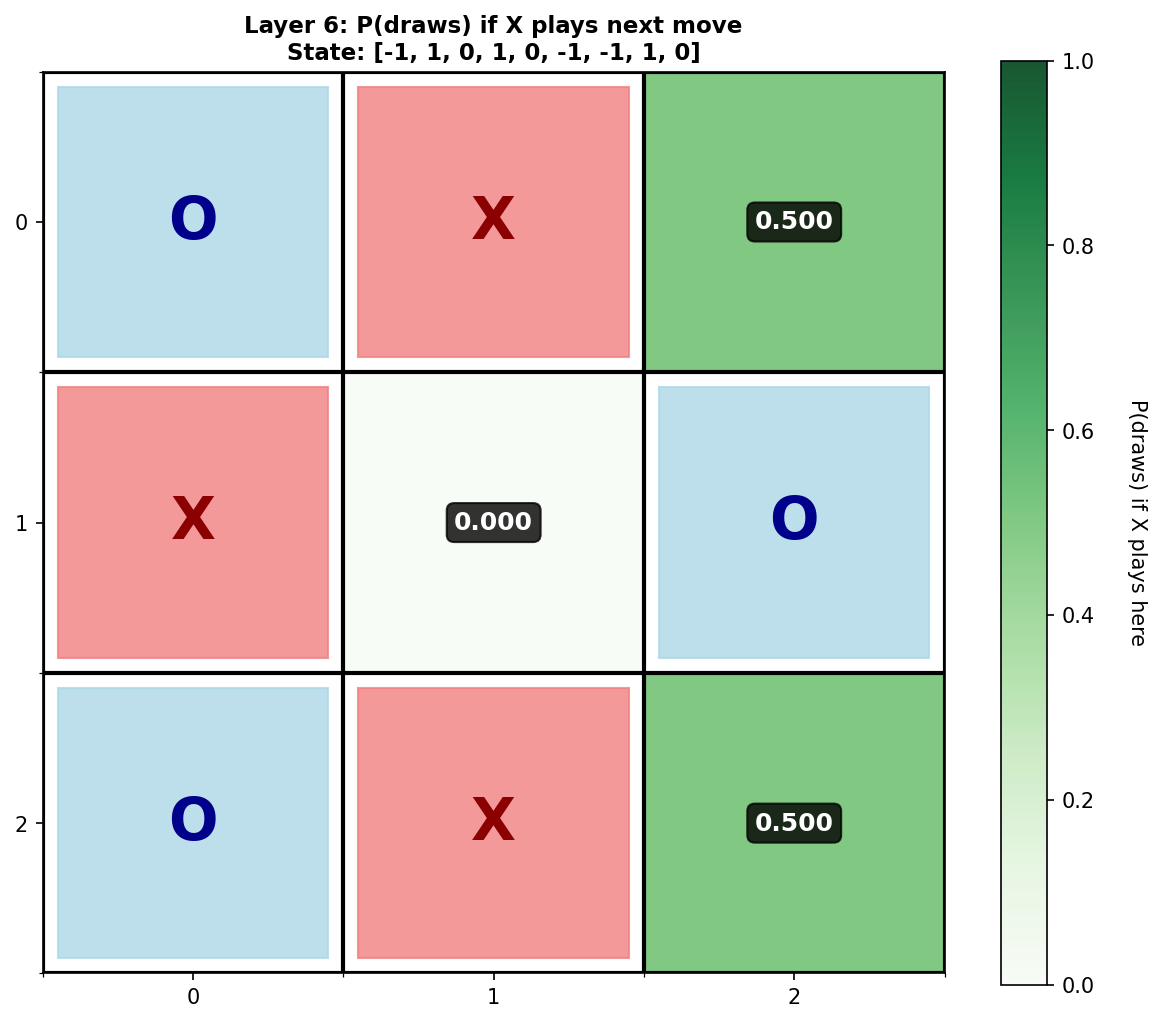 Layer 6: P(draws) if X plays next move
State: [-1, 1, 0, 1, 0, -1, -1, 1, 0]
0
O
X
0.500
1
X
0.000
O
2
O
X
0.500
0
1
2
1.0
0.8
0.6
0.4
0.2
0.0
P(draws) if X plays here